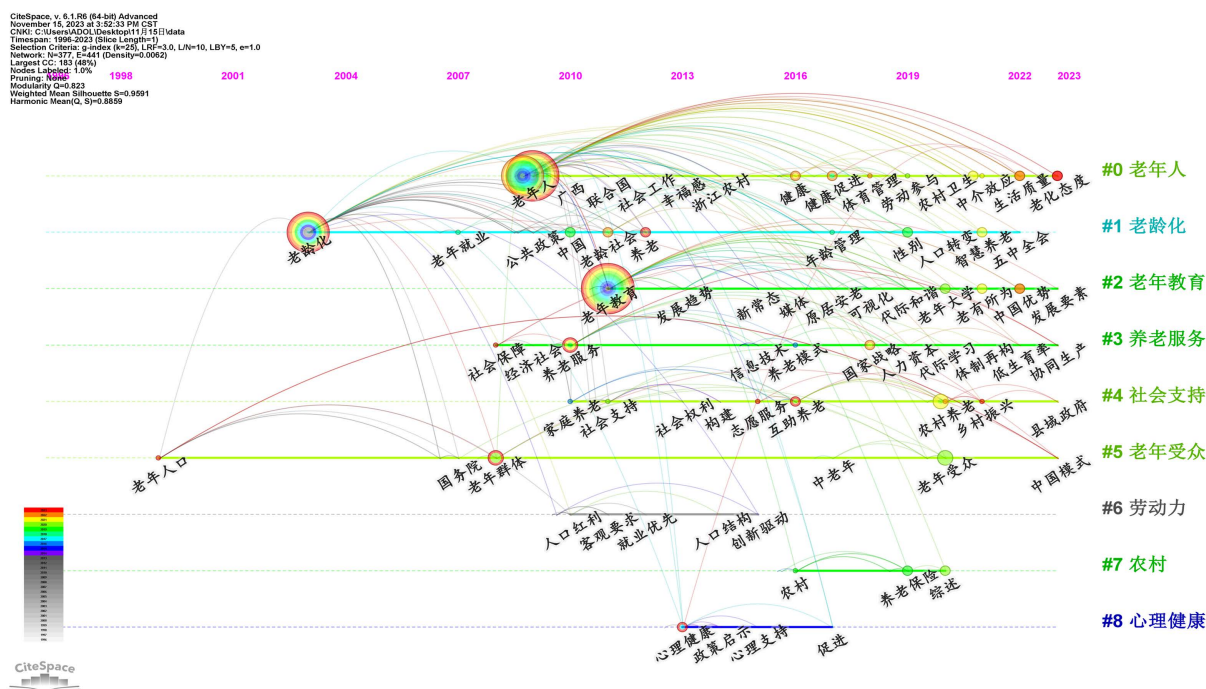 CiteSpace, v. 6.1.R6 (64-bit) Advanced
November 15, 2023 at 3:52:33 PM CST
CNKI: C:\Users\ADOL\Desktop\11月15日\data
Timespan: 1996-2023 (Slice Length=1)
Selection Criteria: g-index (k=25), LRF=3.0, L/N=10, LBY=5, e=1.0
Network: N=377, E=441 (Density=0.0062)
Largest CC: 183 (48%)
Nodes Labeled: 1.0%
Pruning: None
Modularity Q=0.823
Weighted Mean Silhouette S=0.9591
Harmonic Mean(Q, S)=0.8859
1996 1998 2001 2004 2007 2010 2013 2016 2019 2022 2023
老年人 广西 联合国 社会工作 幸福感 浙江农村 健康 健康促进 体育管理 劳动参与 农村卫生 中介效应 生活质量 老化态度 #0 老年人
老龄化 老年就业 公共政策 中国 老龄社会 养老 年龄管理 性别 人口转变 智慧养老 五中全会 #1 老龄化
老年教育 发展趋势 新常态 媒体 原居安老 可视化 代际和谐 老年大学 老有所为 中国优势 发展要素 #2 老年教育
社会保障 经济社会 养老服务 信息技术 养老模式 国家战略 人力资本 代际学习 体制再构 低生育率 协同生产 #3 养老服务
家庭养老 社会支持 社会权利 构建 志愿服务 互助养老 农村养老 乡村振兴 县域政府 #4 社会支持
老年人口 国务院 老年群体 中老年 老年受众 中国模式 #5 老年受众
人口红利 客观要求 就业优先 人口结构 创新驱动 #6 劳动力
农村 养老保险 综述 #7 农村
心理健康 政策启示 心理支持 促进 #8 心理健康
CiteSpace